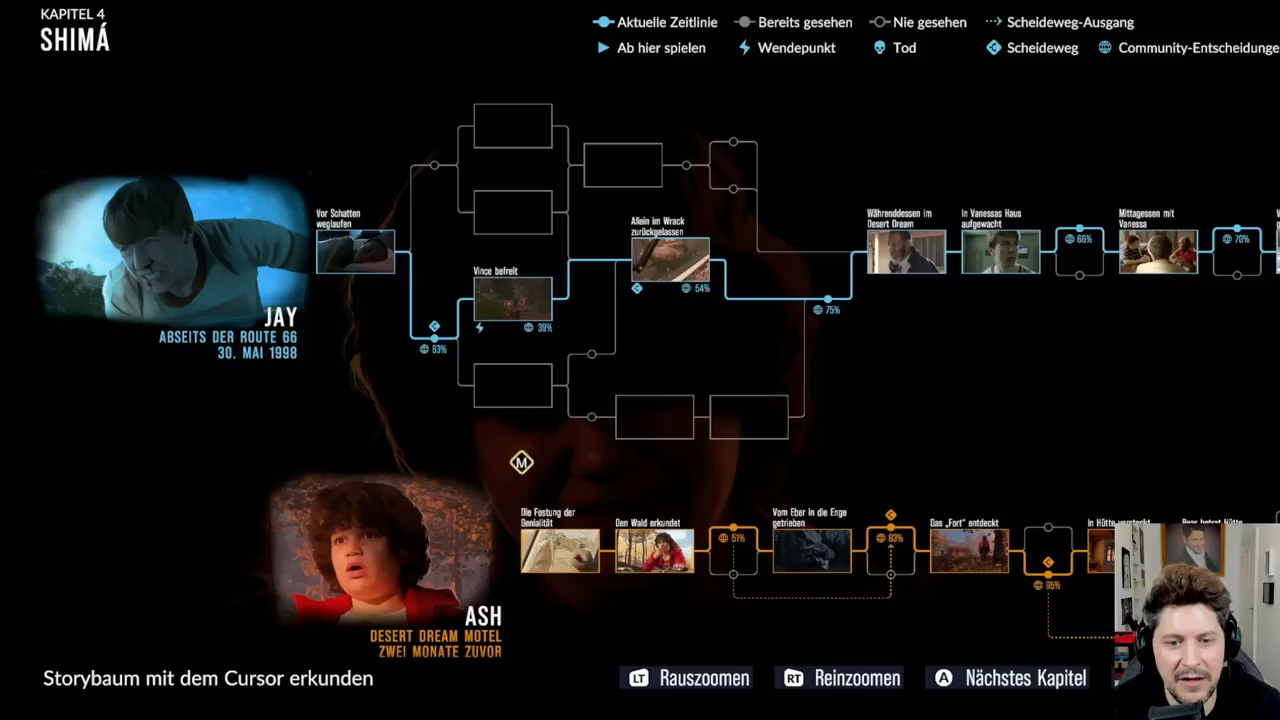 KAPITEL 4
SHIMÁ
Aktuelle Zeitlinie
Bereits gesehen
Nie gesehen
Scheideweg-Ausgang
Ab hier spielen
Wendepunkt
Tod
Scheideweg
Community-Entscheidunge
JAY
ABSEITS DER ROUTE 66
30. MAI 1998
Vor Schatten
weglaufen
63%
Vince befreit
39%
Allein im Wrack
zurückgelassen
54%
75%
Währenddessen im
Desert Dream
In Vanessas Haus
aufgewacht
66%
Mittagessen mit
Vanessa
70%
M
ASH
DESERT DREAM MOTEL
ZWEI MONATE ZUVOR
Die Festung der
Genialität
Den Wald erkundet
51%
Vom Eber in die Enge
getrieben
83%
Das „Fort“ entdeckt
95%
In Hütte
Storybaum mit dem Cursor erkunden
LT Rauszoomen
RT Reinzoomen
A Nächstes Kapitel